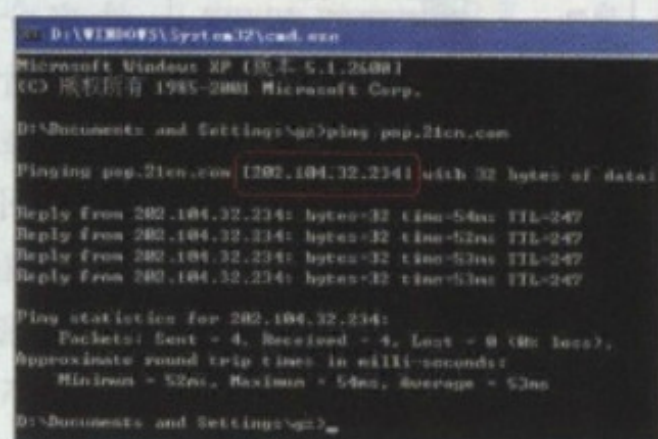 D:\WINDOWS\System32\cmd.exe
Microsoft Windows XP [版本 5.1.2600]
(C) 版权所有 1985-2001 Microsoft Corp.
D:\Documents and Settings\gz>ping pop.21cn.com
Pinging pop.21cn.com [202.104.32.234] with 32 bytes of data:
Reply from 202.104.32.234: bytes=32 time=54ms TTL=247
Reply from 202.104.32.234: bytes=32 time=52ms TTL=247
Reply from 202.104.32.234: bytes=32 time=53ms TTL=247
Reply from 202.104.32.234: bytes=32 time=53ms TTL=247
Ping statistics for 202.104.32.234:
Packets: Sent = 4, Received = 4, Lost = 0 (0% loss),
Approximate round trip times in milli-seconds:
Minimum = 52ms, Maximum = 54ms, Average = 53ms
D:\Documents and Settings\gz>